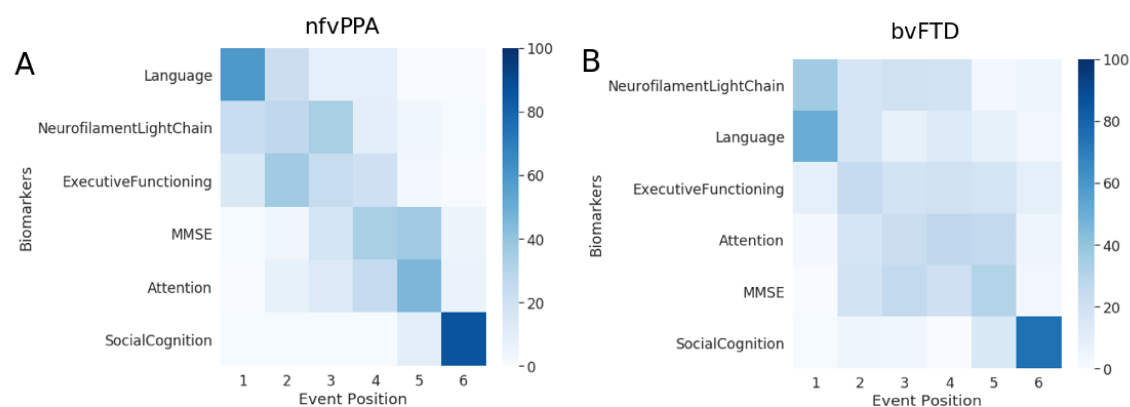 A
nfvPPA
Language
NeurofilamentLightChain
ExecutiveFunctioning
MMSE
Attention
SocialCognition
Biomarkers
1 2 3 4 5 6
Event Position
100
80
60
40
20
0
B
bvFTD
NeurofilamentLightChain
Language
ExecutiveFunctioning
Attention
MMSE
SocialCognition
Biomarkers
1 2 3 4 5 6
Event Position
100
80
60
40
20
0